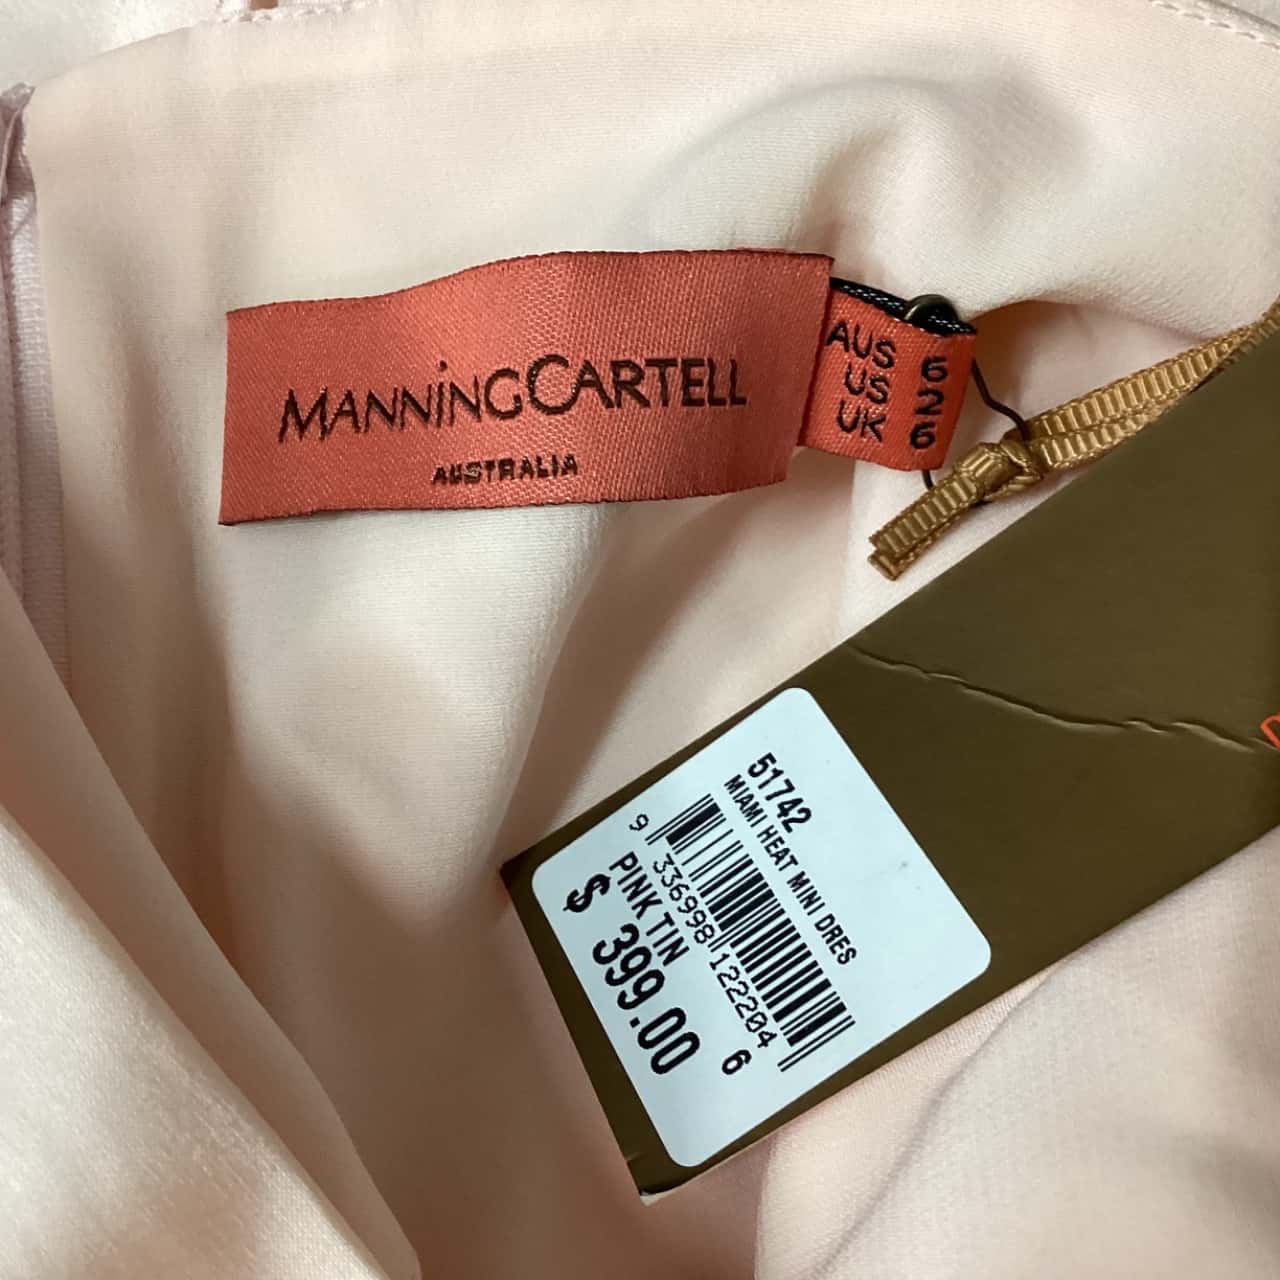 MANNiNGCARTELL
AUSTRALIA
AUS 6
US 2
UK 6
51742
MIAMI HEAT MINI DRES
9 336998 122204
PINK TIN 6
$ 399.00